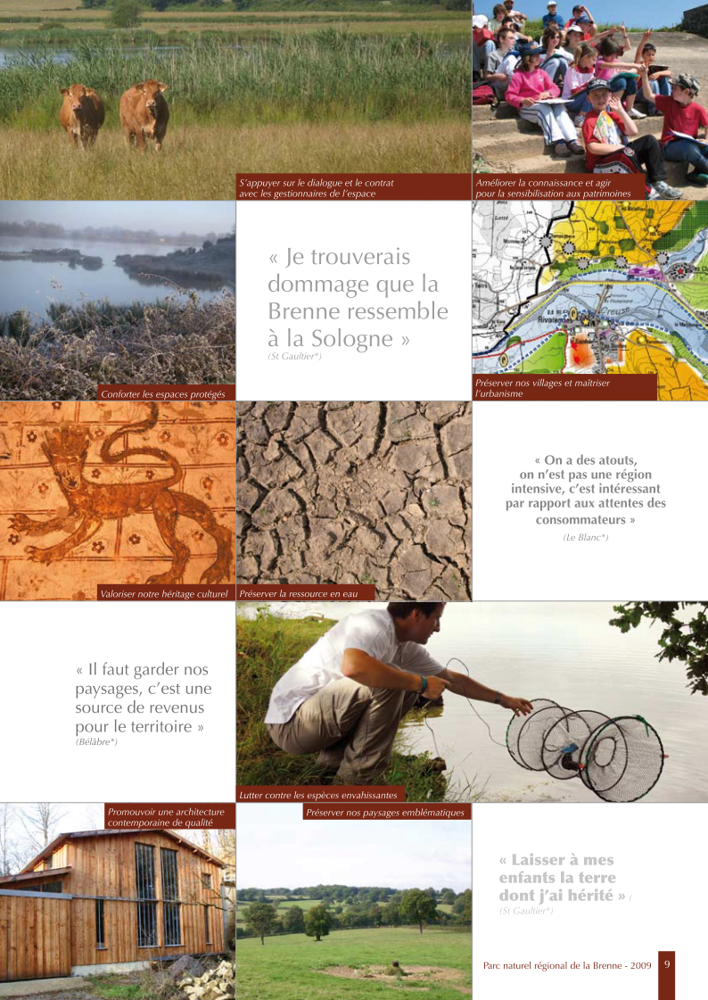 S'appuyer sur le dialogue et le contrat
avec les gestionnaires de l'espace
Améliorer la connaissance et agir
pour la sensibilisation aux patrimoines
« Je trouverais
dommage que la
Brenne ressemble
à la Sologne »
(St Gaultier*)
Rivarennes
Creuse
Conforter les espaces protégés
Préserver nos villages et maîtriser
l'urbanisme
« On a des atouts,
on n'est pas une région
intensive, c'est intéressant
par rapport aux attentes des
consommateurs »
(Le Blanc*)
Valoriser notre héritage culturel
Préserver la ressource en eau
« Il faut garder nos
paysages, c'est une
source de revenus
pour le territoire »
(Bélâbre*)
Lutter contre les espèces envahissantes
Promouvoir une architecture
contemporaine de qualité
Préserver nos paysages emblématiques
« Laisser à mes
enfants la terre
dont j'ai hérité » (
(St Gaultier*)
Parc naturel régional de la Brenne - 2009
9